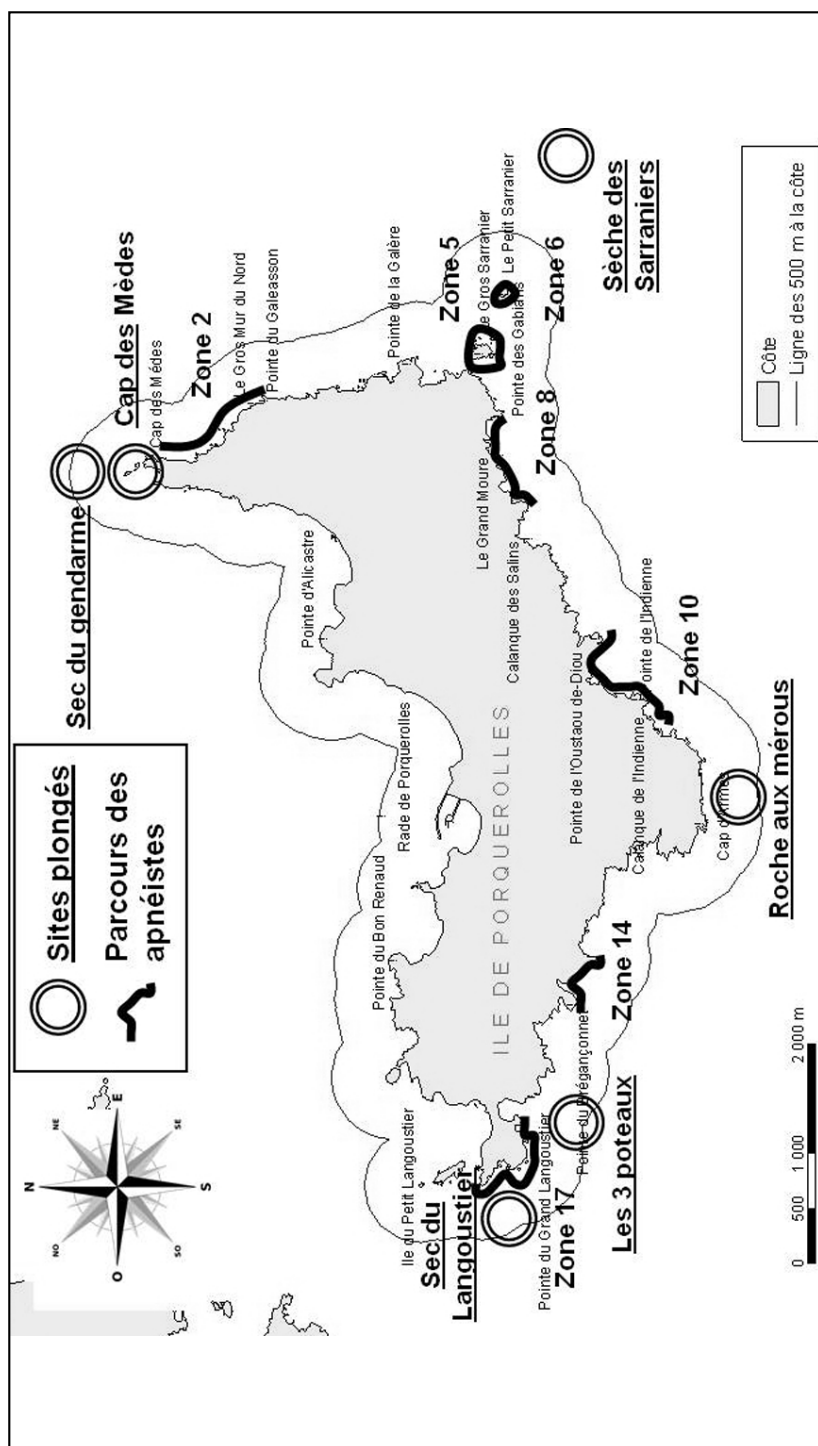 Sec du gendarme
Cap des Mèdes
Cap des Mèdes
Zone 2
Le Gros Mur du Nord
Pointe du Galeasson
Pointe de la Galère
Zone 5
Le Gros Sarranier
Le Petit Sarranier
Pointe des Gabians
Zone 6
Sèche des
Sarraniers
Le Grand Moure
Zone 8
Calanque des Salins
Pointe d'Alicastre
Rade de Porquerolles
Pointe du Bon Renaud
ILE DE PORQUEROLLES
Pointe de l'Oustaou de-Diou
Pointe de l'Indienne
Zone 10
Calanque de l'Indienne
Cap d'Armes
Roche aux mérous
Zone 14
Pointe du Brégançonnet
Les 3 poteaux
Ile du Petit Langoustier
Sec du
Langoustier
Pointe du Grand Langoustier
Zone 17
Sites plongés
Parcours des
apnéistes
N
NE
E
SE
S
SO
O
NO
0 500 1 000 2 000 m
Côte
Ligne des 500 m à la côte